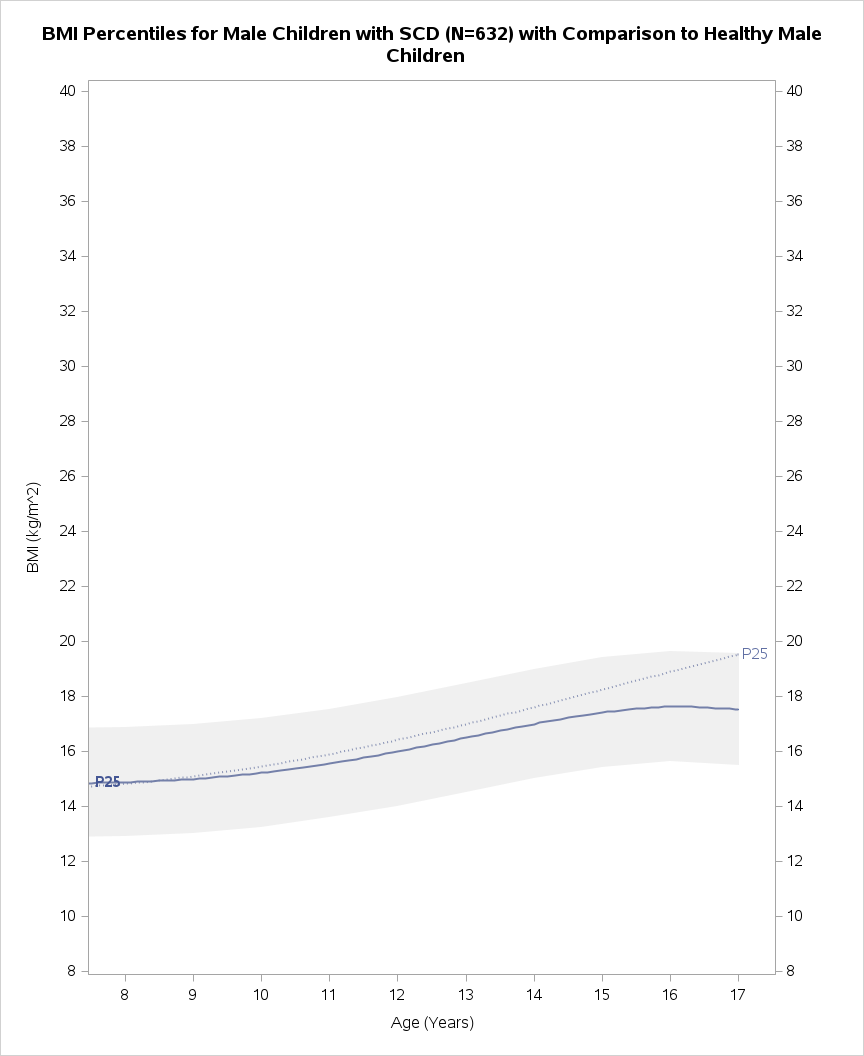 BMI Percentiles for Male Children with SCD (N=632) with Comparison to Healthy Male
Children
40 40
38 38
36 36
34 34
32 32
30 30
28 28
26 26
24 24
22 22
20 20
P25
18 18
16 16
P25
14 14
12 12
10 10
8 8
BMI (kg/m^2)
8 9 10 11 12 13 14 15 16 17
Age (Years)